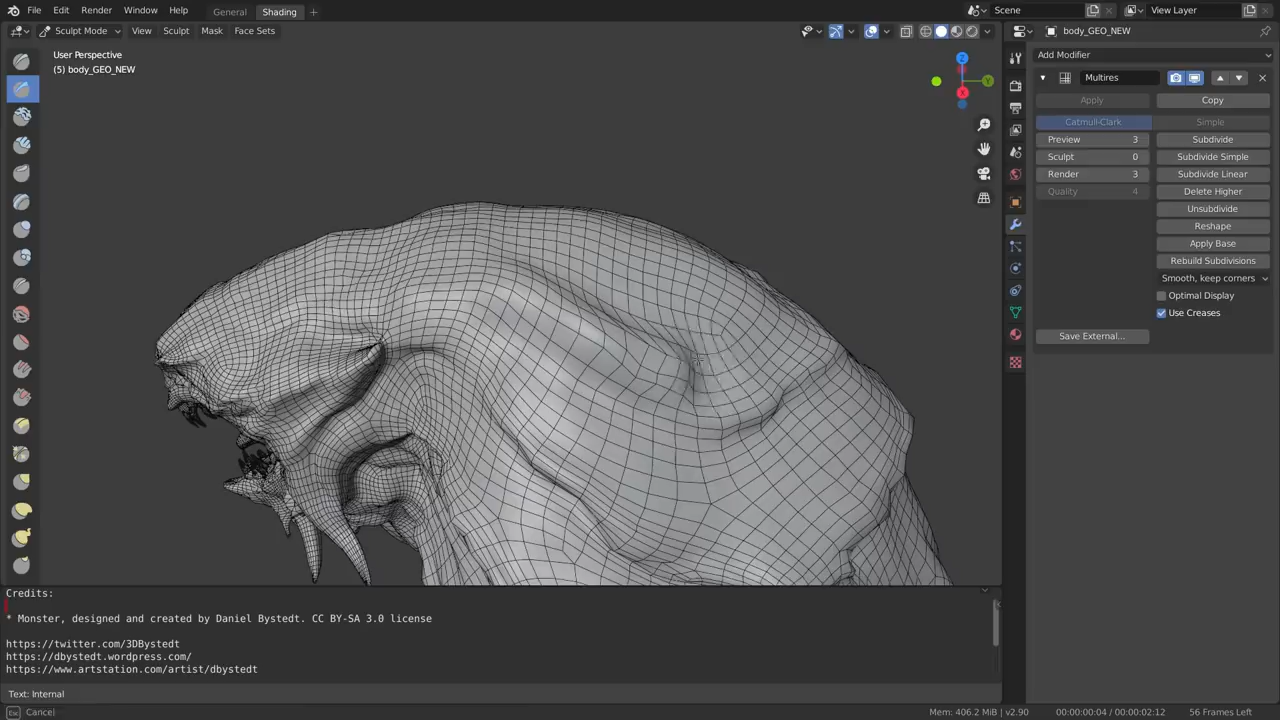 File Edit Render Window Help General Shading + Scene View Layer
Sculpt Mode View Sculpt Mask Face Sets body_GEO_NEW
User Perspective
(5) body_GEO_NEW
Z
Y
X
Add Modifier
Multires
Apply Copy
Catmull-Clark Simple
Preview 3 Subdivide
Sculpt 0 Subdivide Simple
Render 3 Subdivide Linear
Quality 4 Delete Higher
Unsubdivide
Reshape
Apply Base
Rebuild Subdivisions
Smooth, keep corners
Optimal Display
Use Creases
Save External...
Credits:
* Monster, designed and created by Daniel Bystedt. CC BY-SA 3.0 license
https://twitter.com/3DBystedt
https://dbystedt.wordpress.com/
https://www.artstation.com/artist/dbystedt
Text: Internal
Esc Cancel Mem: 406.2 MiB | v2.90 00:00:00:04 / 00:00:02:12 56 Frames Left